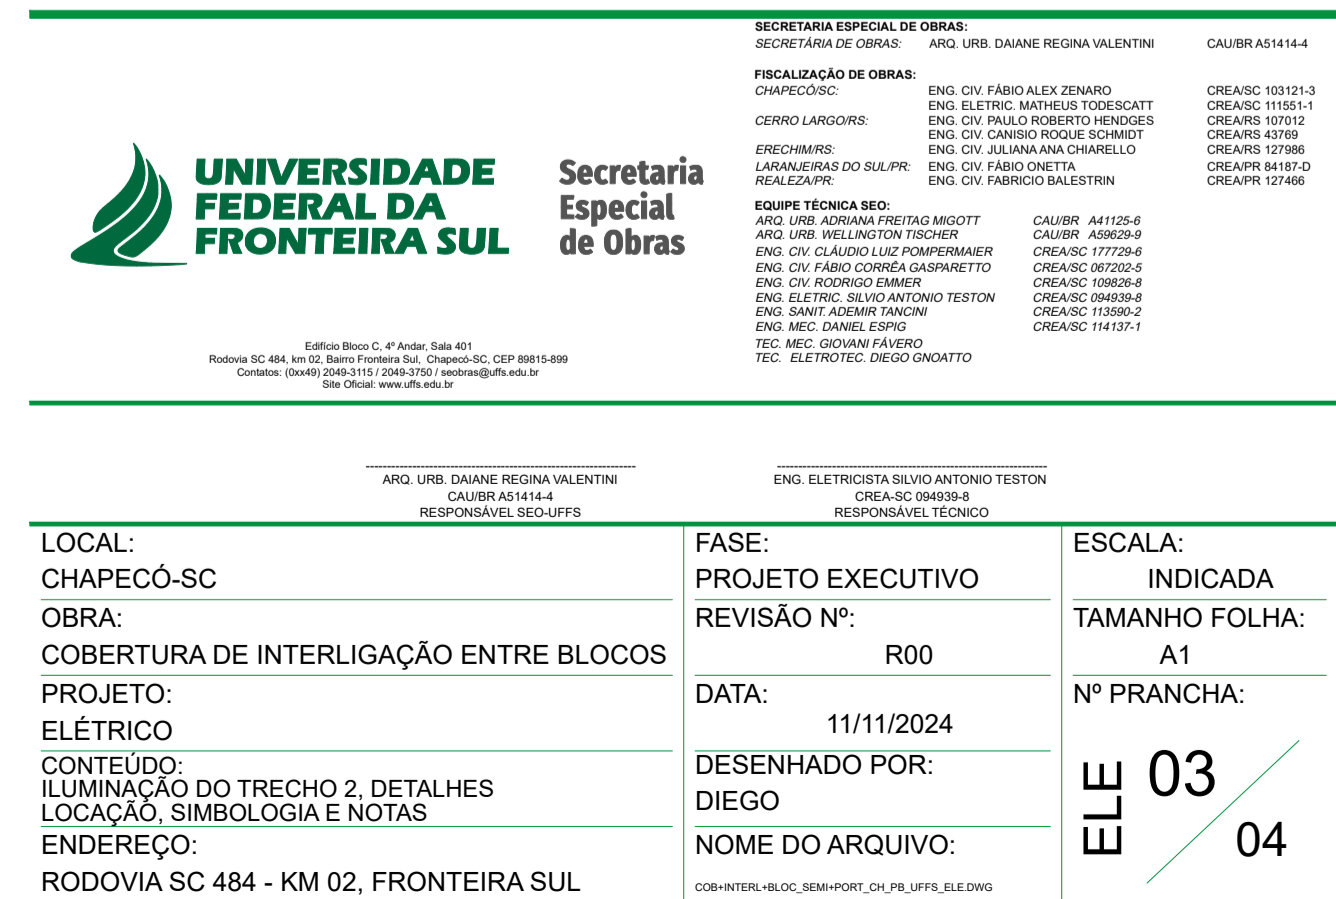 UNIVERSIDADE
FEDERAL DA
FRONTEIRA SUL
Secretaria
Especial
de Obras
Edifício Bloco C, 4º Andar, Sala 401
Rodovia SC 484, km 02, Bairro Fronteira Sul, Chapecó-SC, CEP 89815-899
Contatos: (0xx49) 2049-3115 / 2049-3750 / seobras@uffs.edu.br
Site Oficial: www.uffs.edu.br
SECRETARIA ESPECIAL DE OBRAS:
SECRETÁRIA DE OBRAS: ARQ. URB. DAIANE REGINA VALENTINI CAU/BR A51414-4
FISCALIZAÇÃO DE OBRAS:
CHAPECÓ/SC: ENG. CIV. FÁBIO ALEX ZENARO CREA/SC 103121-3
ENG. ELETRIC. MATHEUS TODESCATT CREA/SC 111551-1
CERRO LARGO/RS: ENG. CIV. PAULO ROBERTO HENDGES CREA/RS 107012
ENG. CIV. CANISIO ROQUE SCHMIDT CREA/RS 43769
ERECHIM/RS: ENG. CIV. JULIANA ANA CHIARELLO CREA/RS 127986
LARANJEIRAS DO SUL/PR: ENG. CIV. FÁBIO ONETTA CREA/PR 84187-D
REALEZA/PR: ENG. CIV. FABRICIO BALESTRIN CREA/PR 127466
EQUIPE TÉCNICA SEO:
ARQ. URB. ADRIANA FREITAG MIGOTT CAU/BR A41125-6
ARQ. URB. WELLINGTON TISCHER CAU/BR A59629-9
ENG. CIV. CLÁUDIO LUIZ POMPERMAIER CREA/SC 177729-6
ENG. CIV. FÁBIO CORRÊA GASPARETTO CREA/SC 067202-5
ENG. CIV. RODRIGO EMMER CREA/SC 109826-8
ENG. ELETRIC. SILVIO ANTONIO TESTON CREA/SC 094939-8
ENG. SANIT. ADEMIR TANCINI CREA/SC 113590-2
ENG. MEC. DANIEL ESPIG CREA/SC 114137-1
TEC. MEC. GIOVANI FÁVERO
TEC. ELETROTEC. DIEGO GNOATTO
ARQ. URB. DAIANE REGINA VALENTINI
CAU/BR A51414-4
RESPONSÁVEL SEO-UFFS
ENG. ELETRICISTA SILVIO ANTONIO TESTON
CREA-SC 094939-8
RESPONSÁVEL TÉCNICO
LOCAL:
CHAPECÓ-SC
OBRA:
COBERTURA DE INTERLIGAÇÃO ENTRE BLOCOS
PROJETO:
ELÉTRICO
CONTEÚDO:
ILUMINAÇÃO DO TRECHO 2, DETALHES
LOCAÇÃO, SIMBOLOGIA E NOTAS
ENDEREÇO:
RODOVIA SC 484 - KM 02, FRONTEIRA SUL
FASE:
PROJETO EXECUTIVO
REVISÃO Nº:
R00
DATA:
11/11/2024
DESENHADO POR:
DIEGO
NOME DO ARQUIVO:
COB+INTERL+BLOC_SEMI+PORT_CH_PB_UFFS_ELE.DWG
ESCALA:
INDICADA
TAMANHO FOLHA:
A1
Nº PRANCHA:
ELE
03
04